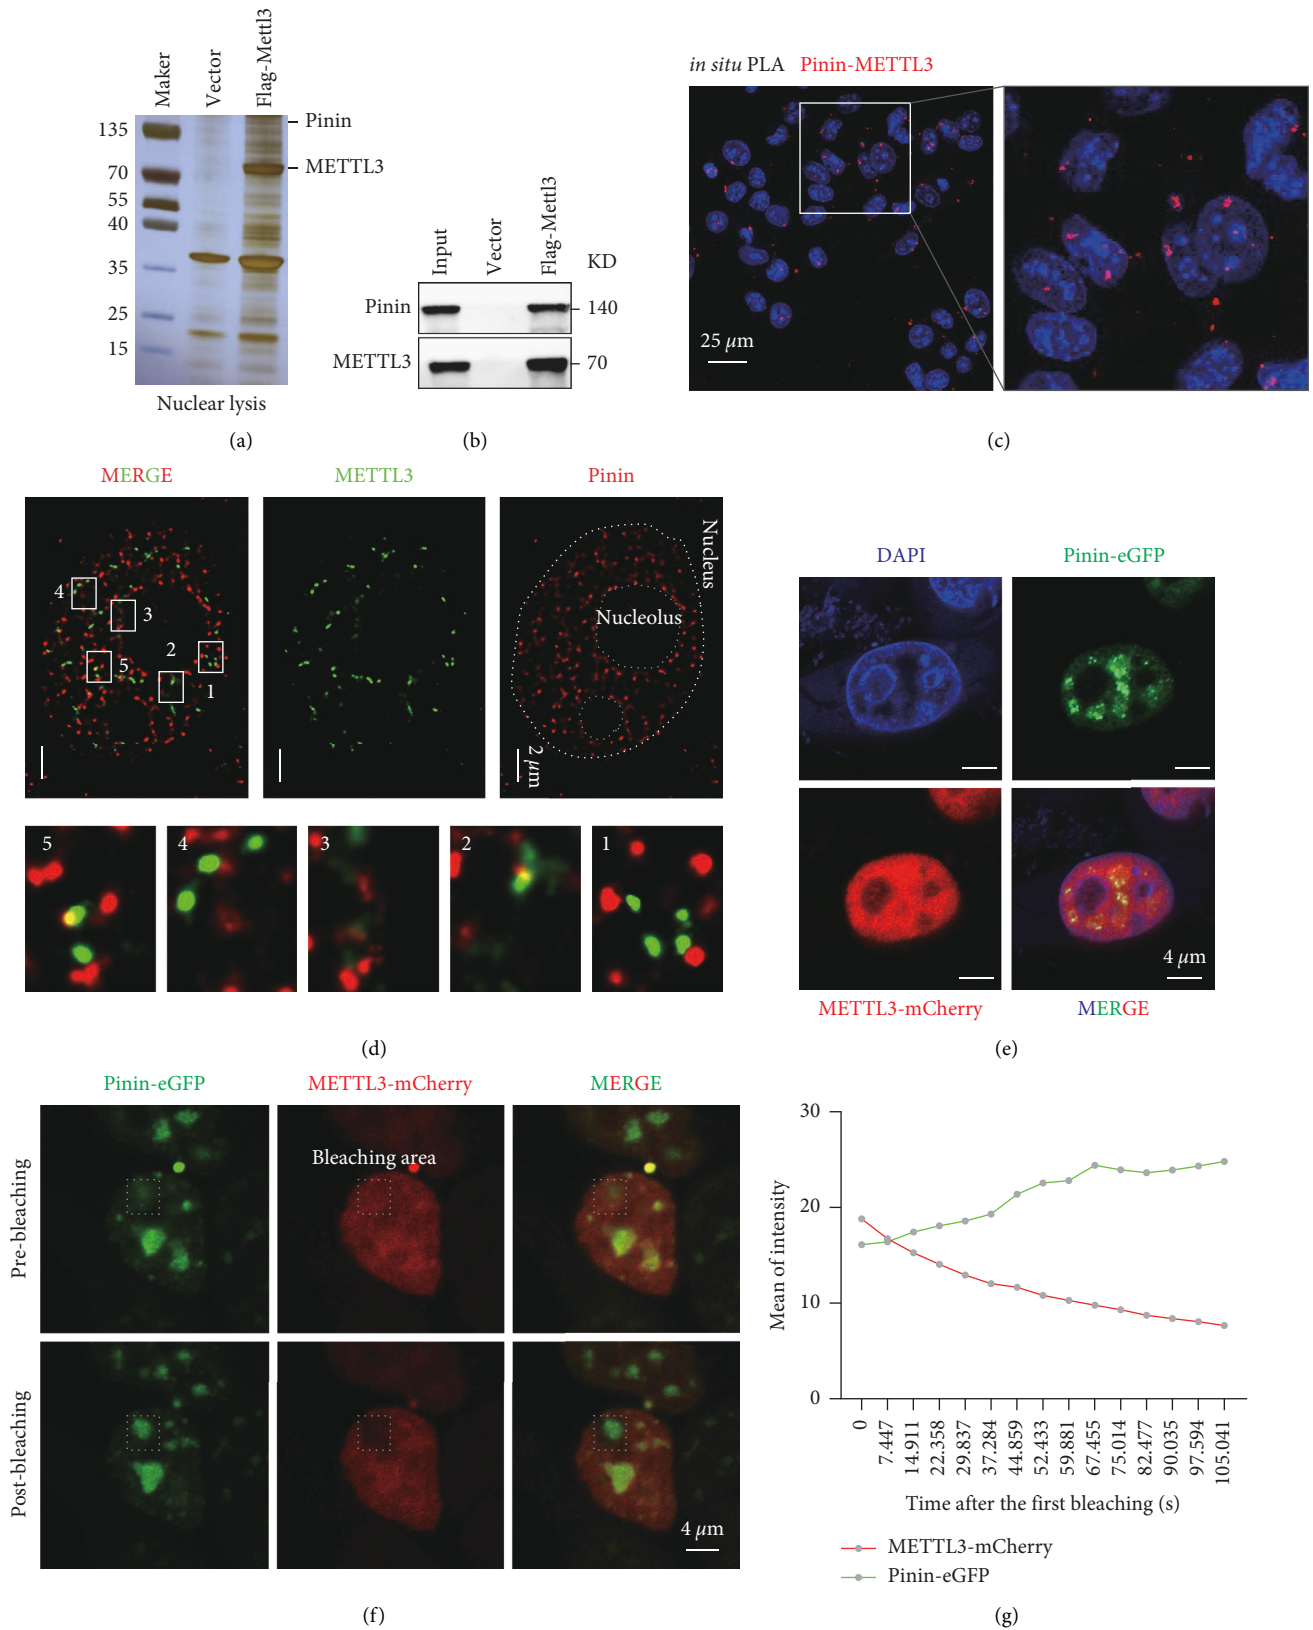 Maker
Vector
Flag-Mettl3
135
70
55
40
35
25
15
Pinin
METTL3
Nuclear lysis
(a)
Input
Vector
Flag-Mettl3
KD
Pinin
140
METTL3
70
(b)
in situ PLA Pinin-METTL3
25 μm
(c)
MERGE
METTL3
Pinin
4
3
2
5
1
Nucleus
Nucleolus
2 μm
5
4
3
2
1
(d)
DAPI
Pinin-eGFP
4 μm
METTL3-mCherry
MERGE
(e)
Pinin-eGFP
METTL3-mCherry
MERGE
Pre-bleaching
Bleaching area
Post-bleaching
4 μm
(f)
Mean of intensity
30
20
10
0
0
7.447
14.911
22.358
29.837
37.284
44.859
52.433
59.881
67.455
75.014
82.477
90.035
97.594
105.041
Time after the first bleaching (s)
METTL3-mCherry
Pinin-eGFP
(g)